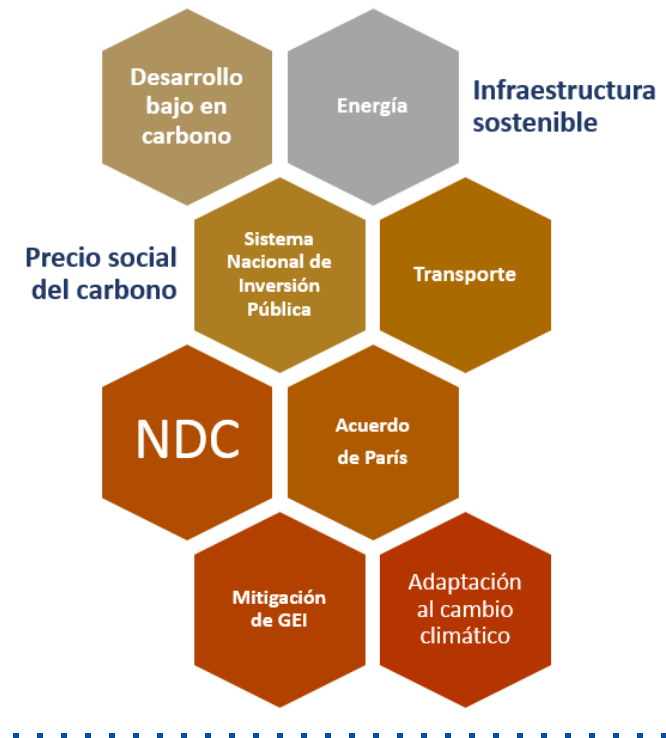 Desarrollo
bajo en
carbono
Energía
Infraestructura
sostenible
Precio social
del carbono
Sistema
Nacional de
Inversión
Pública
Transporte
NDC
Acuerdo
de París
Mitigación
de GEI
Adaptación
al cambio
climático